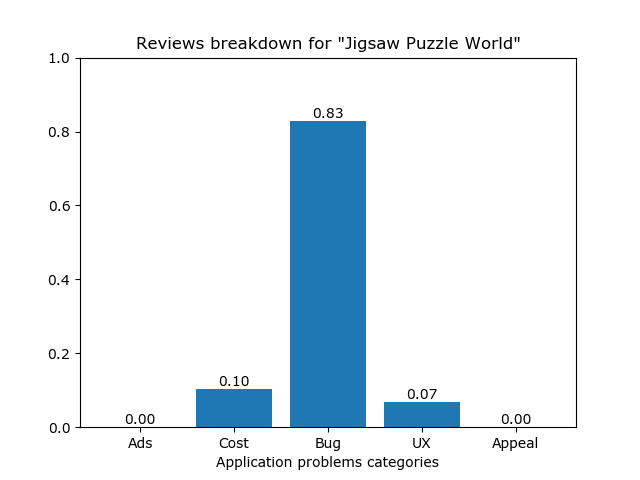 Reviews breakdown for "Jigsaw Puzzle World"
1.0
0.8
0.6
0.4
0.2
0.0
0.00
0.10
0.83
0.07
0.00
Ads
Cost
Bug
UX
Appeal
Application problems categories